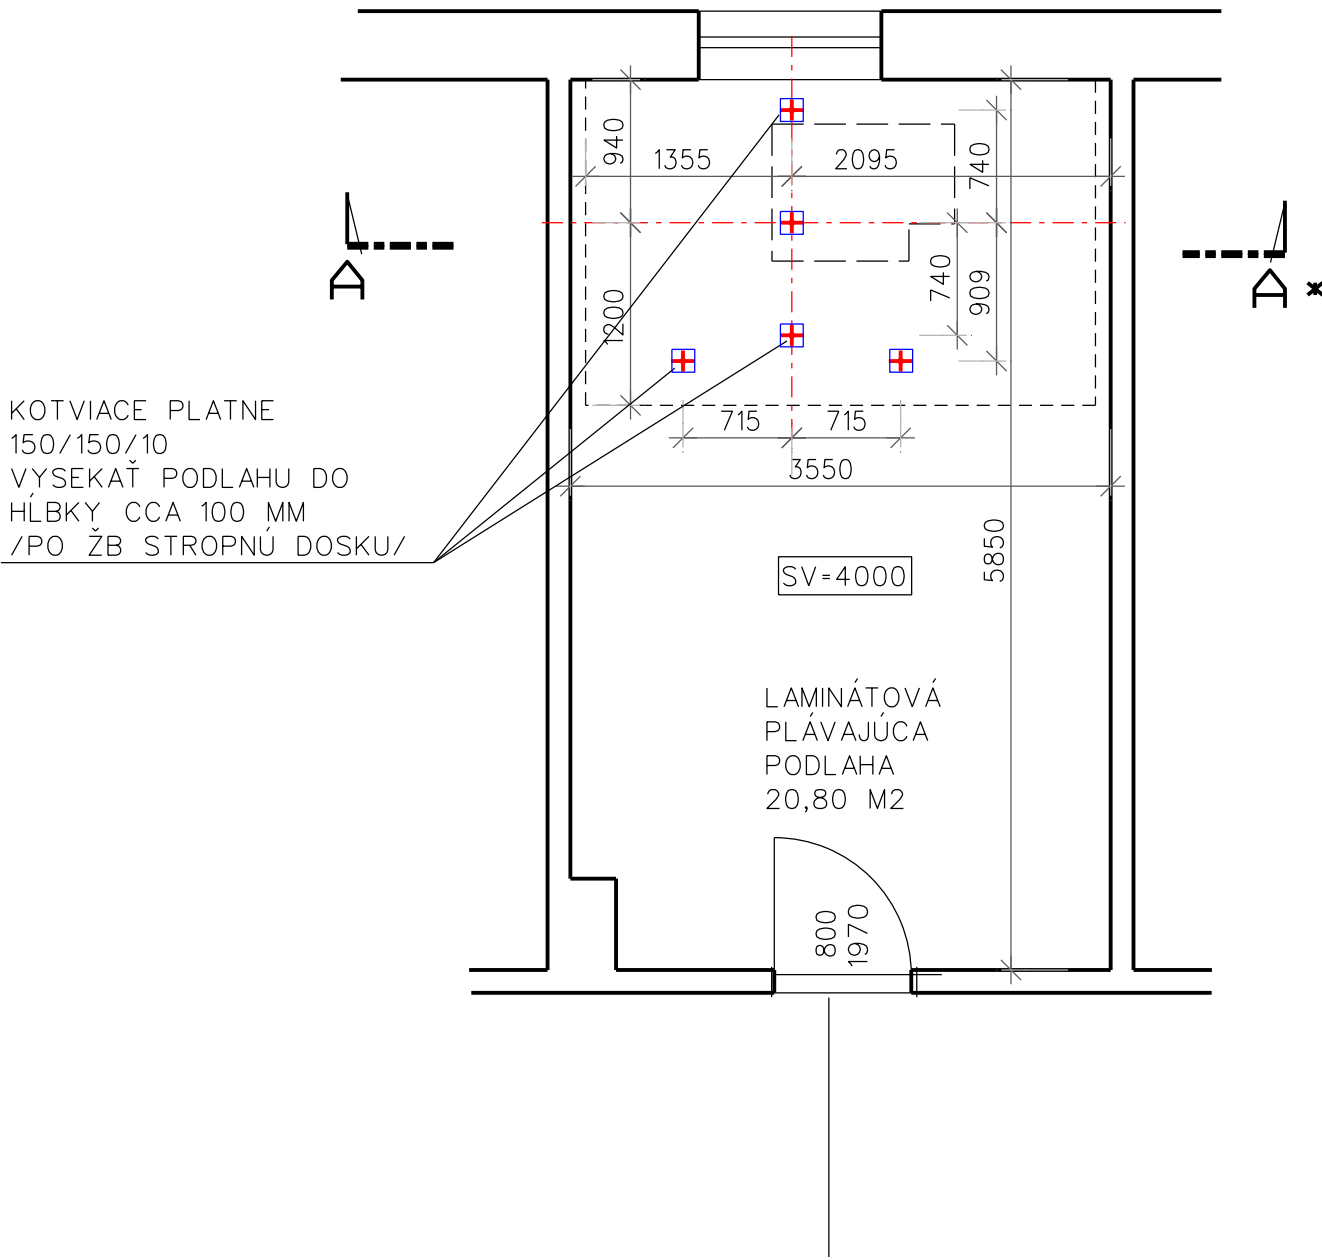 940
1355
2095
740
A
A
*
1200
740
909
KOTVIACE PLATNE
150/150/10
VYSEKAŤ PODLAHU DO
HĹBKY CCA 100 MM
/PO ŽB STROPNÚ DOSKU/
715
715
3550
5850
SV=4000
LAMINÁTOVÁ
PLÁVAJÚCA
PODLAHA
20,80 M2
800
1970